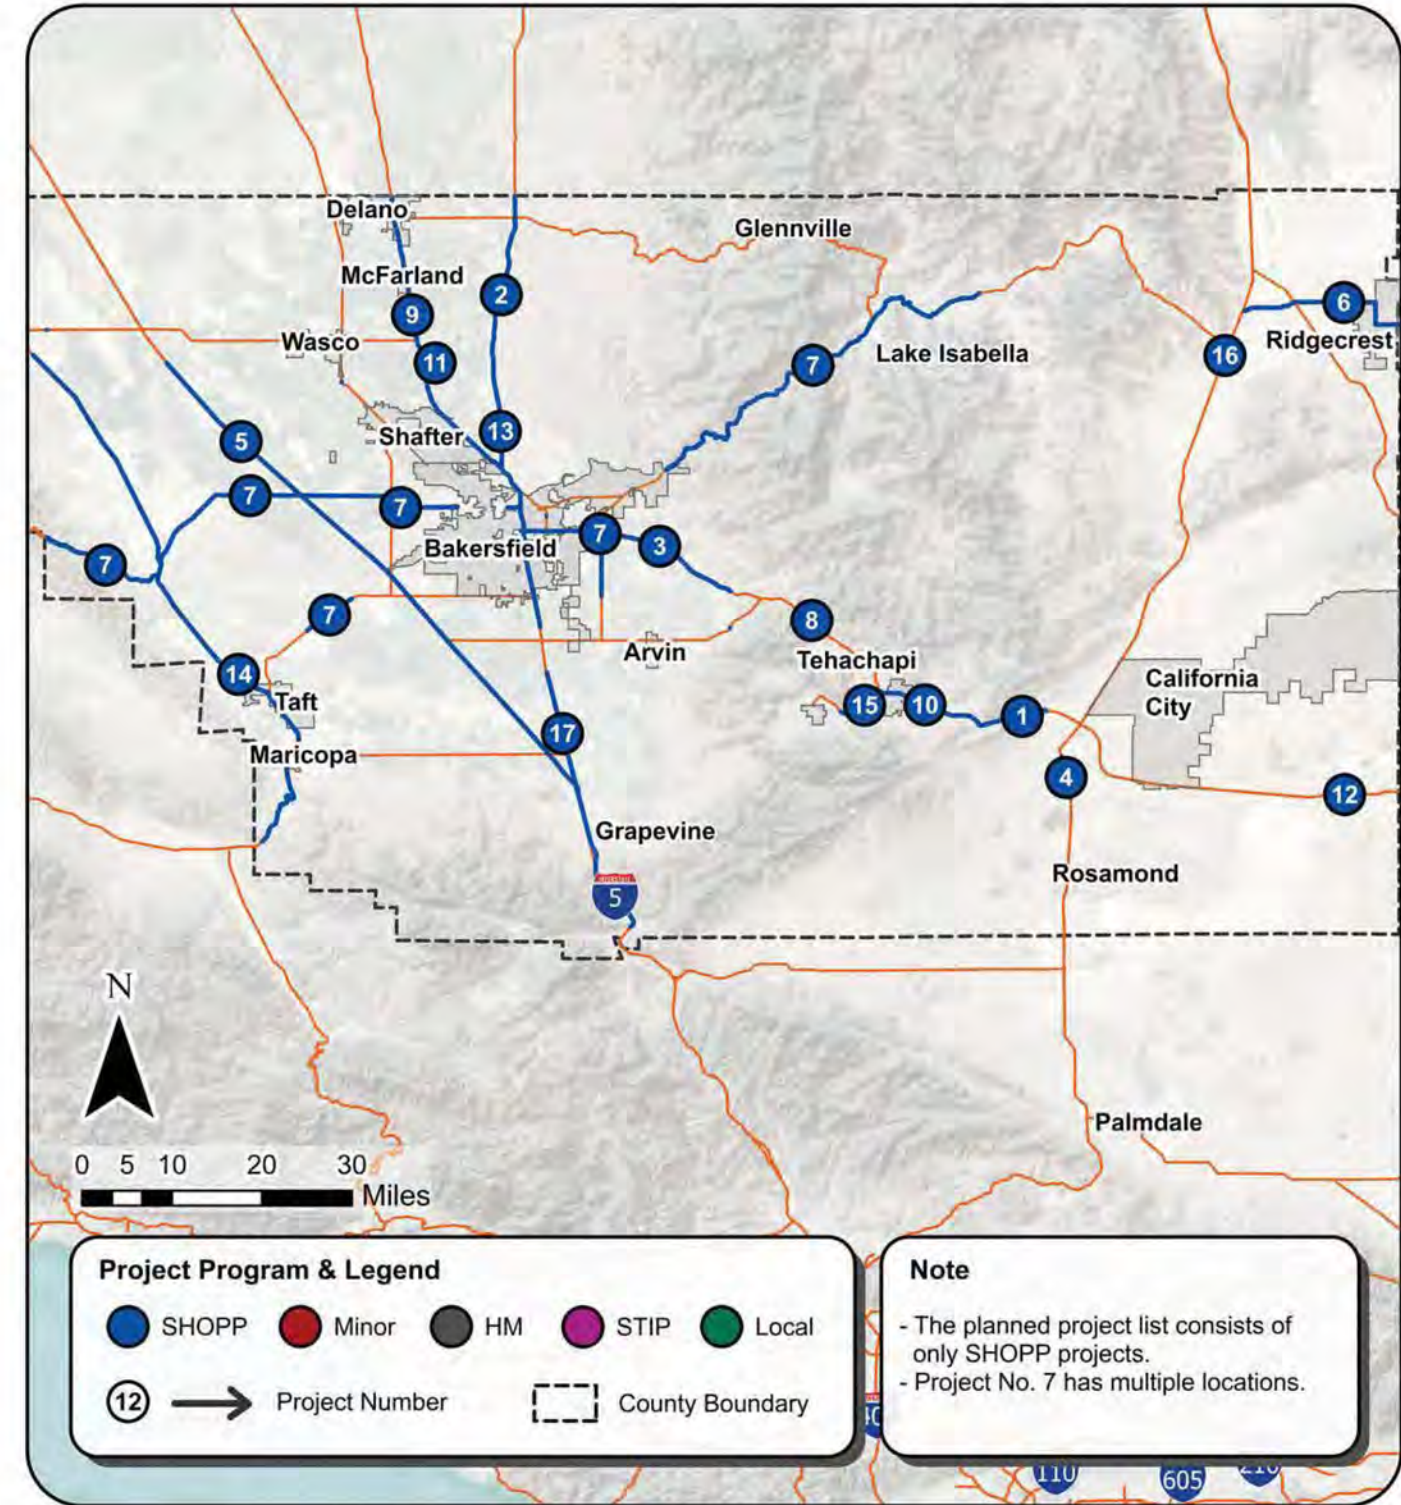 Delano
Glennville
McFarland
2
9
6
Wasco
Ridgecrest
11
16
Lake Isabella
7
Shafter
13
5
7
7
7
3
Bakersfield
7
7
8
Arvin
Tehachapi
14
California
City
Taft
15
10
1
17
Maricopa
4
12
Grapevine
Rosamond
5
N
Palmdale
0 5 10 20 30
Miles
Project Program & Legend
SHOPP Minor HM STIP Local
12 Project Number County Boundary
Note
- The planned project list consists of
only SHOPP projects.
- Project No. 7 has multiple locations.
110
605
210